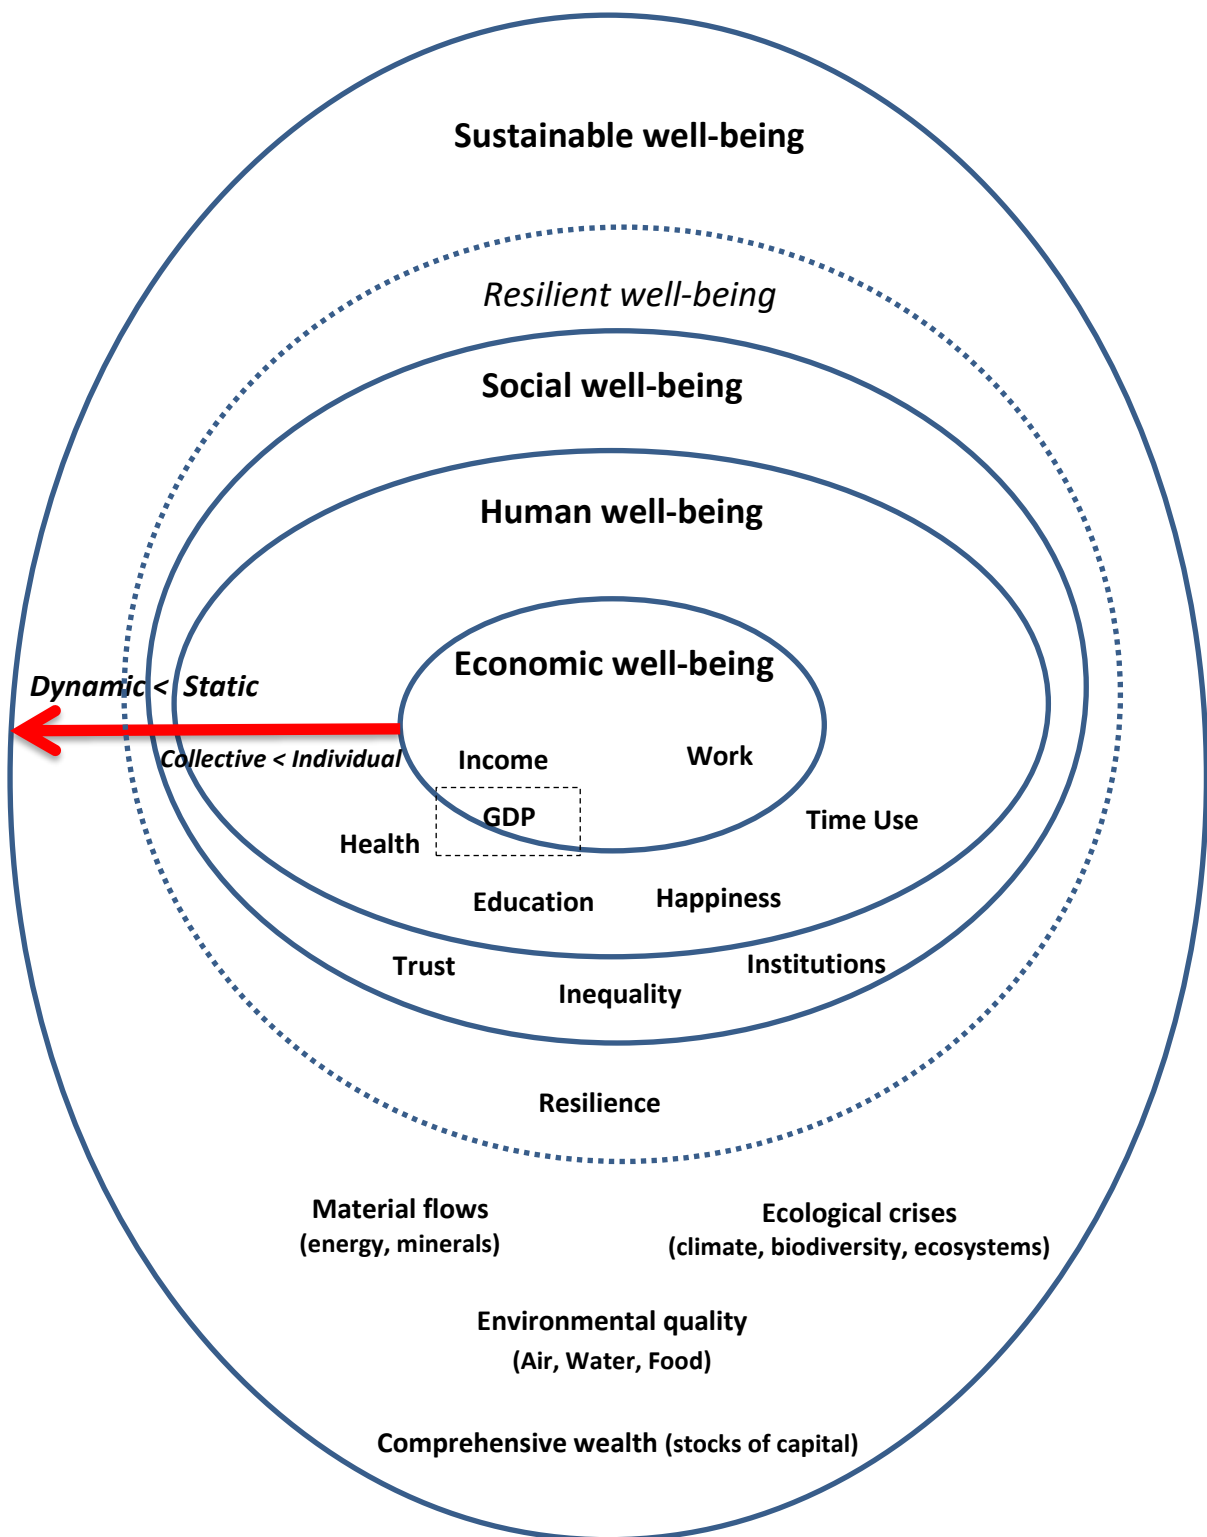 Sustainable well-being
Resilient well-being
Social well-being
Human well-being
Economic well-being
Dynamic < Static
Collective < Individual
Income
Work
GDP
Time Use
Health
Education
Happiness
Trust
Institutions
Inequality
Resilience
Material flows
(energy, minerals)
Ecological crises
(climate, biodiversity, ecosystems)
Environmental quality
(Air, Water, Food)
Comprehensive wealth (stocks of capital)